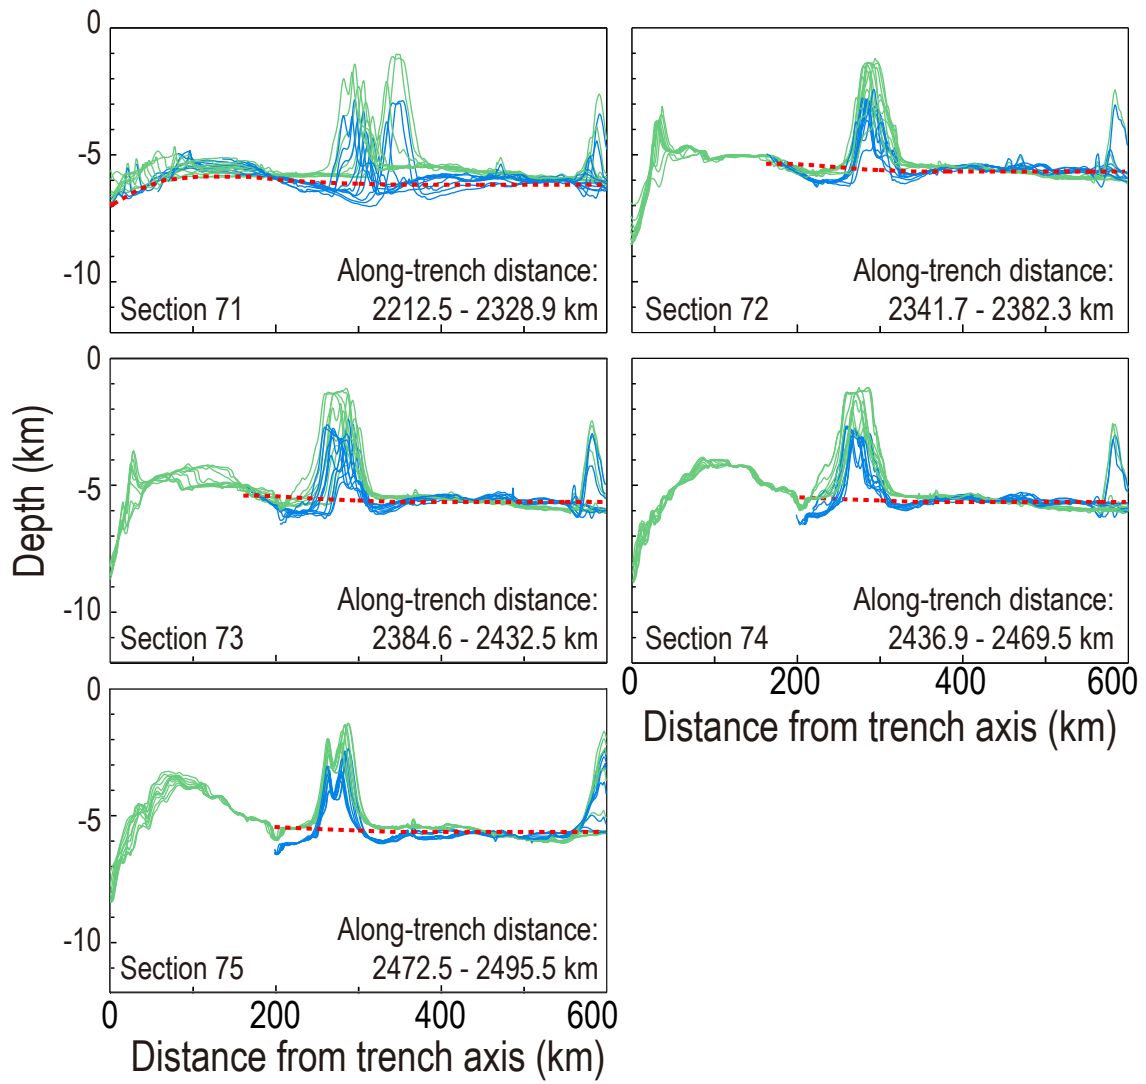 0
-5
-10
Along-trench distance:
Section 71
2212.5 - 2328.9 km
Along-trench distance:
Section 72
2341.7 - 2382.3 km
0
-5
-10
Depth (km)
Along-trench distance:
Section 73
2384.6 - 2432.5 km
Along-trench distance:
Section 74
2436.9 - 2469.5 km
0 200 400 600
Distance from trench axis (km)
0
-5
-10
Along-trench distance:
Section 75
2472.5 - 2495.5 km
0 200 400 600
Distance from trench axis (km)